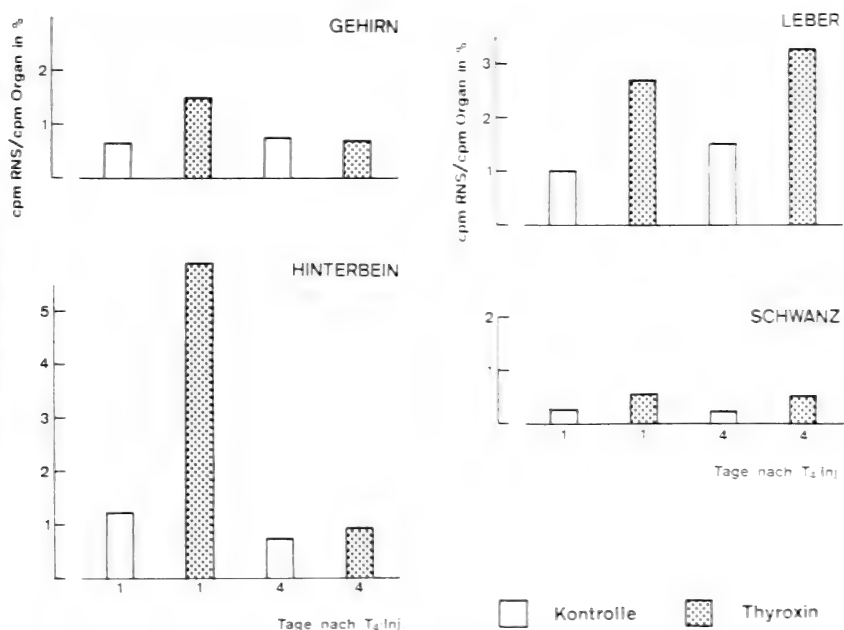 GEHIRN
cpm RNS/cpm Organ in %
2
1
LEBER
cpm RNS/cpm Organ in %
3
2
1
HINTERBEIN
5
4
3
2
1
1 1 4 4
Tage nach T₄·Inj
SCHWANZ
2
1
1 1 4 4
Tage nach T₄·Inj
Kontrolle Thyroxin